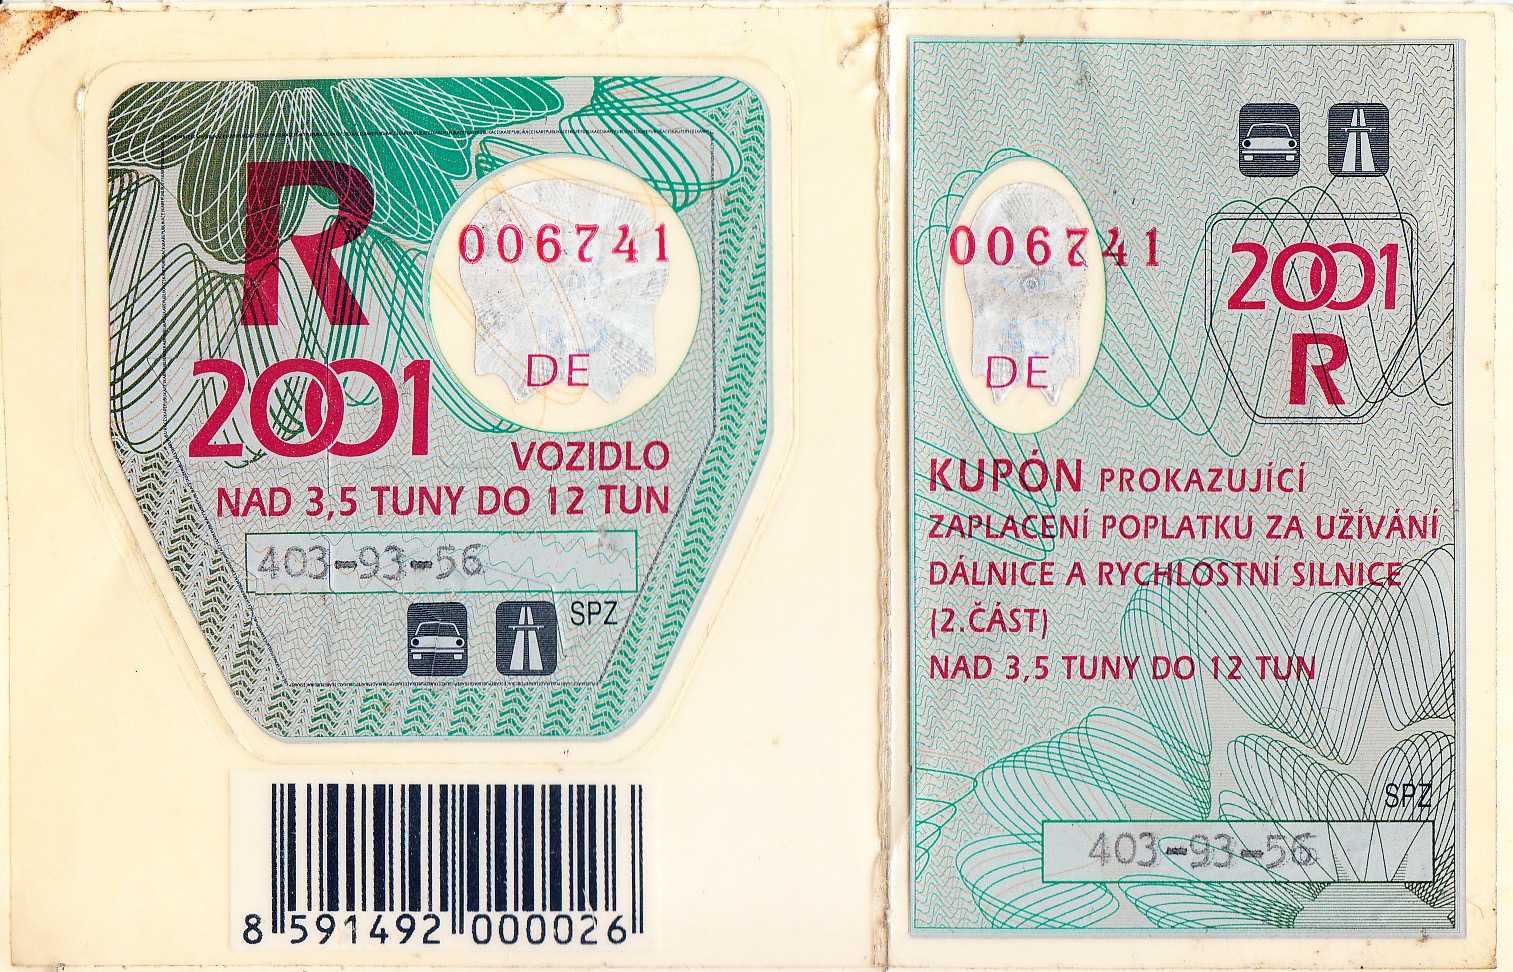 R
006741
DE
2001
VOZIDLO
NAD 3,5 TUNY DO 12 TUN
403-93-56
SPZ
8 591492 000026
006741
DE
2001
R
KUPÓN PROKAZUJÍCÍ
ZAPLACENÍ POPLATKU ZA UŽÍVÁNÍ
DÁLNICE A RYCHLOSTNÍ SILNICE
(2.ČÁST)
NAD 3,5 TUNY DO 12 TUN
SPZ
403-93-56